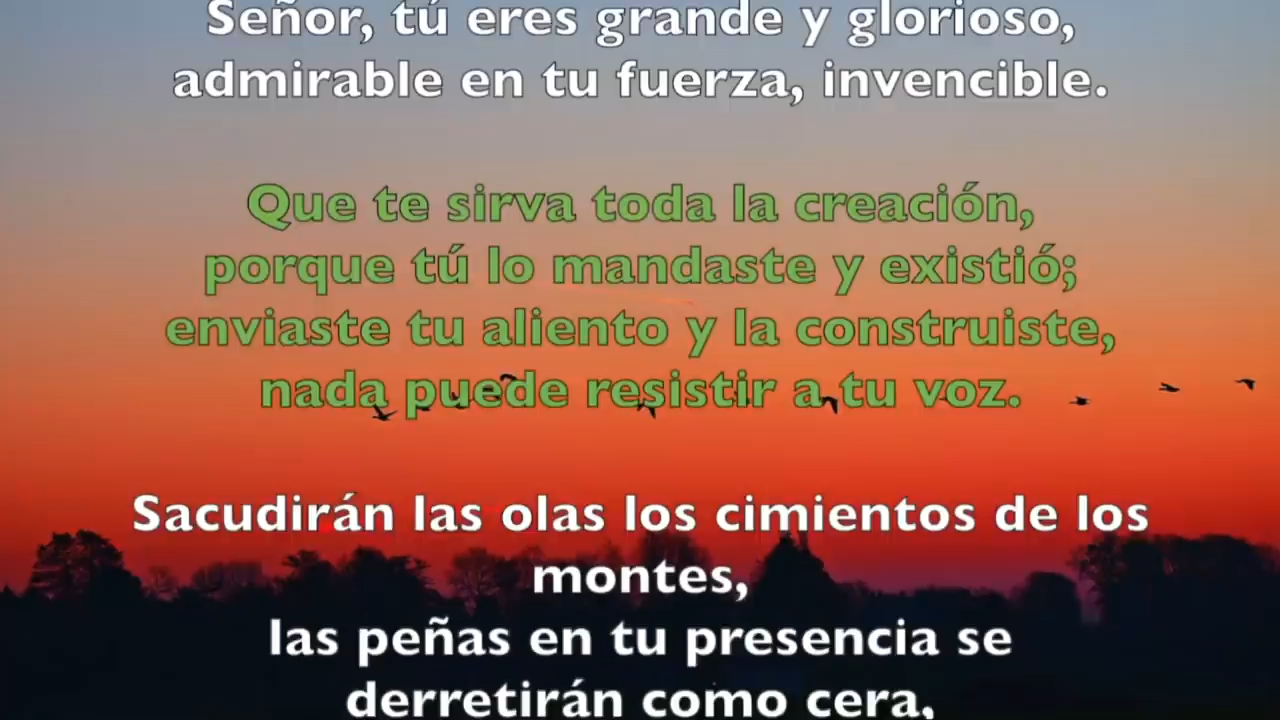 Señor, tú eres grande y glorioso,
admirable en tu fuerza, invencible.
Que te sirva toda la creación,
porque tú lo mandaste y existió;
enviaste tu aliento y la construiste,
nada puede resistir a tu voz.
Sacudirán las olas los cimientos de los
montes,
las peñas en tu presencia se
derretirán como cera,